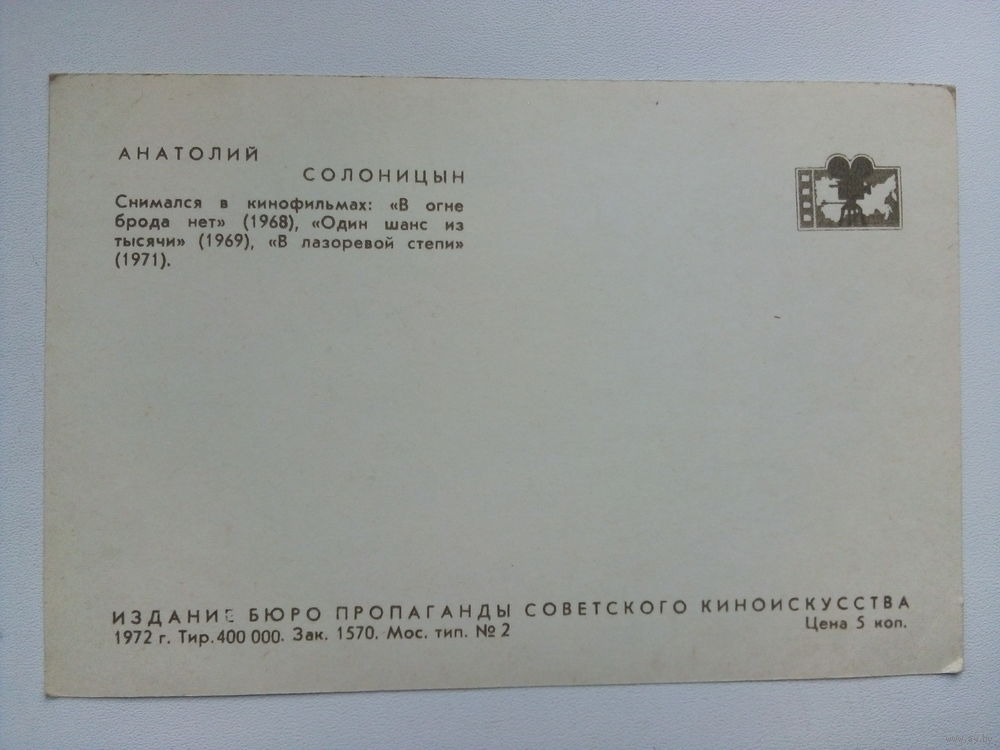 АНАТОЛИЙ
СОЛОНИЦЫН
Снимался в кинофильмах: «В огне
брода нет» (1968), «Один шанс из
тысячи» (1969), «В лазоревой степи»
(1971).
ИЗДАНИЕ БЮРО ПРОПАГАНДЫ СОВЕТСКОГО КИНОИСКУССТВА
1972 г. Тир. 400 000. Зак. 1570. Мос. тип. № 2
Цена 5 коп.